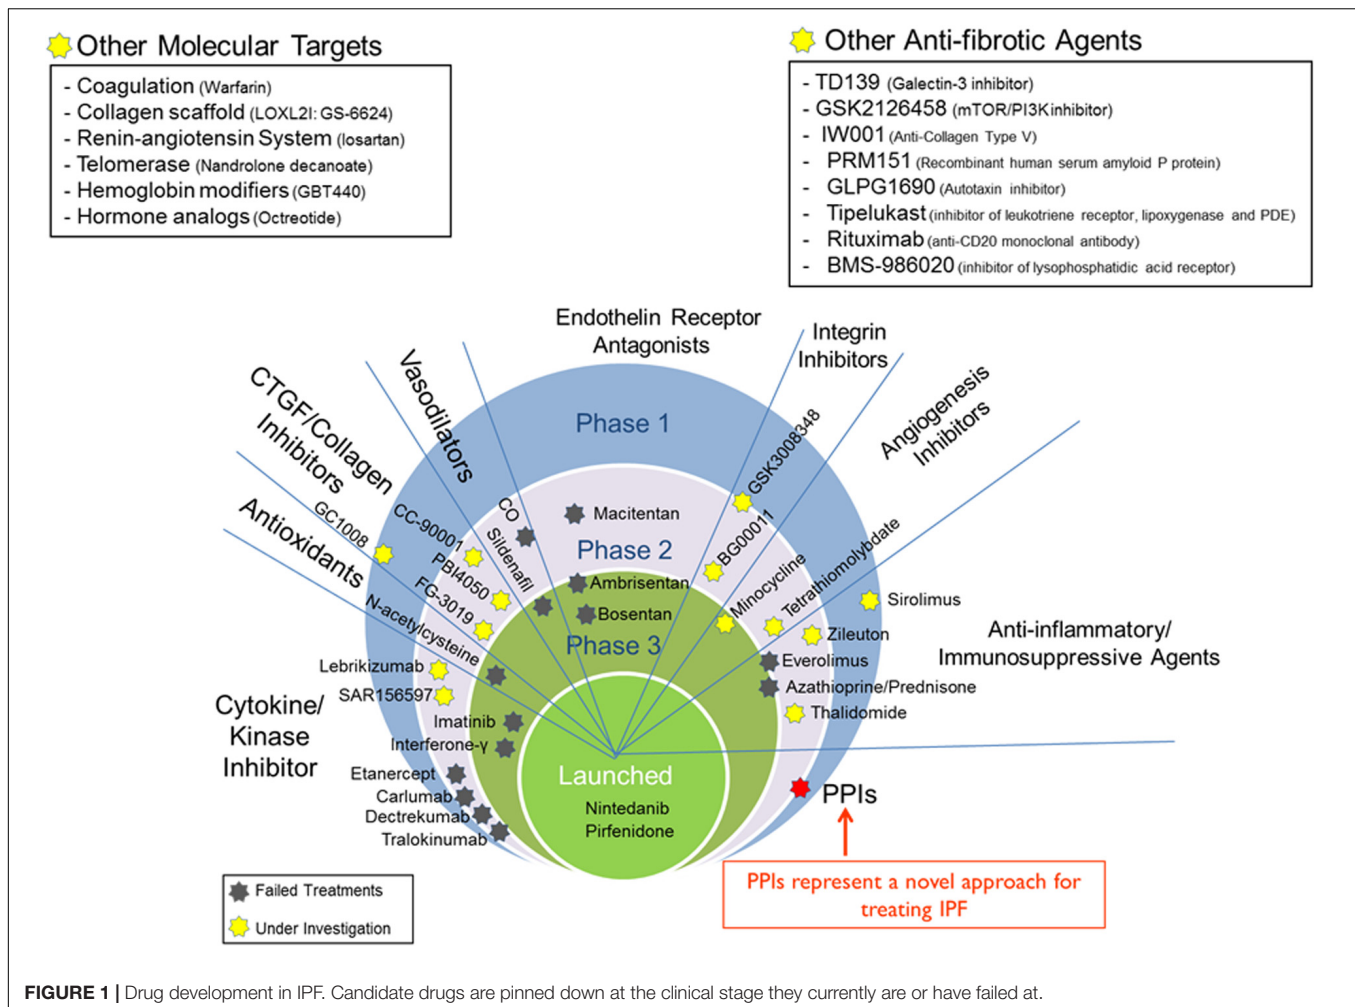 Other Molecular Targets
- Coagulation (Warfarin)
- Collagen scaffold (LOXL2I: GS-6624)
- Renin-angiotensin System (losartan)
- Telomerase (Nandrolone decanoate)
- Hemoglobin modifiers (GBT440)
- Hormone analogs (Octreotide)
Other Anti-fibrotic Agents
- TD139 (Galectin-3 inhibitor)
- GSK2126458 (mTOR/PI3Kinhibitor)
- IW001 (Anti-Collagen Type V)
- PRM151 (Recombinant human serum amyloid P protein)
- GLPG1690 (Autotaxin inhibitor)
- Tipelukast (inhibitor of leukotriene receptor, lipoxygenase and PDE)
- Rituximab (anti-CD20 monoclonal antibody)
- BMS-986020 (inhibitor of lysophosphatidic acid receptor)
Endothelin Receptor
Antagonists
Integrin
Inhibitors
Angiogenesis
Inhibitors
Vasodilators
CTGF/Collagen
Inhibitors
Antioxidants
Cytokine/
Kinase
Inhibitor
Anti-inflammatory/
Immunosuppressive Agents
Phase 1
Phase 2
Phase 3
Launched
Nintedanib
Pirfenidone
GC1008
CC-90001
PBI4050
FG-3019
N-acetylcysteine
CO
Sildenafil
Macitentan
Ambrisentan
Bosentan
GSK3008348
BG00011
Minocycline
Tetrathiomolybdate
Sirolimus
Zileuton
Everolimus
Azathioprine/Prednisone
Thalidomide
Lebrikizumab
SAR156597
Imatinib
Interferone-γ
Etanercept
Carlumab
Dectrekumab
Tralokinumab
PPIs
PPIs represent a novel approach for
treating IPF
Failed Treatments
Under Investigation
FIGURE 1 | Drug development in IPF. Candidate drugs are pinned down at the clinical stage they currently are or have failed at.